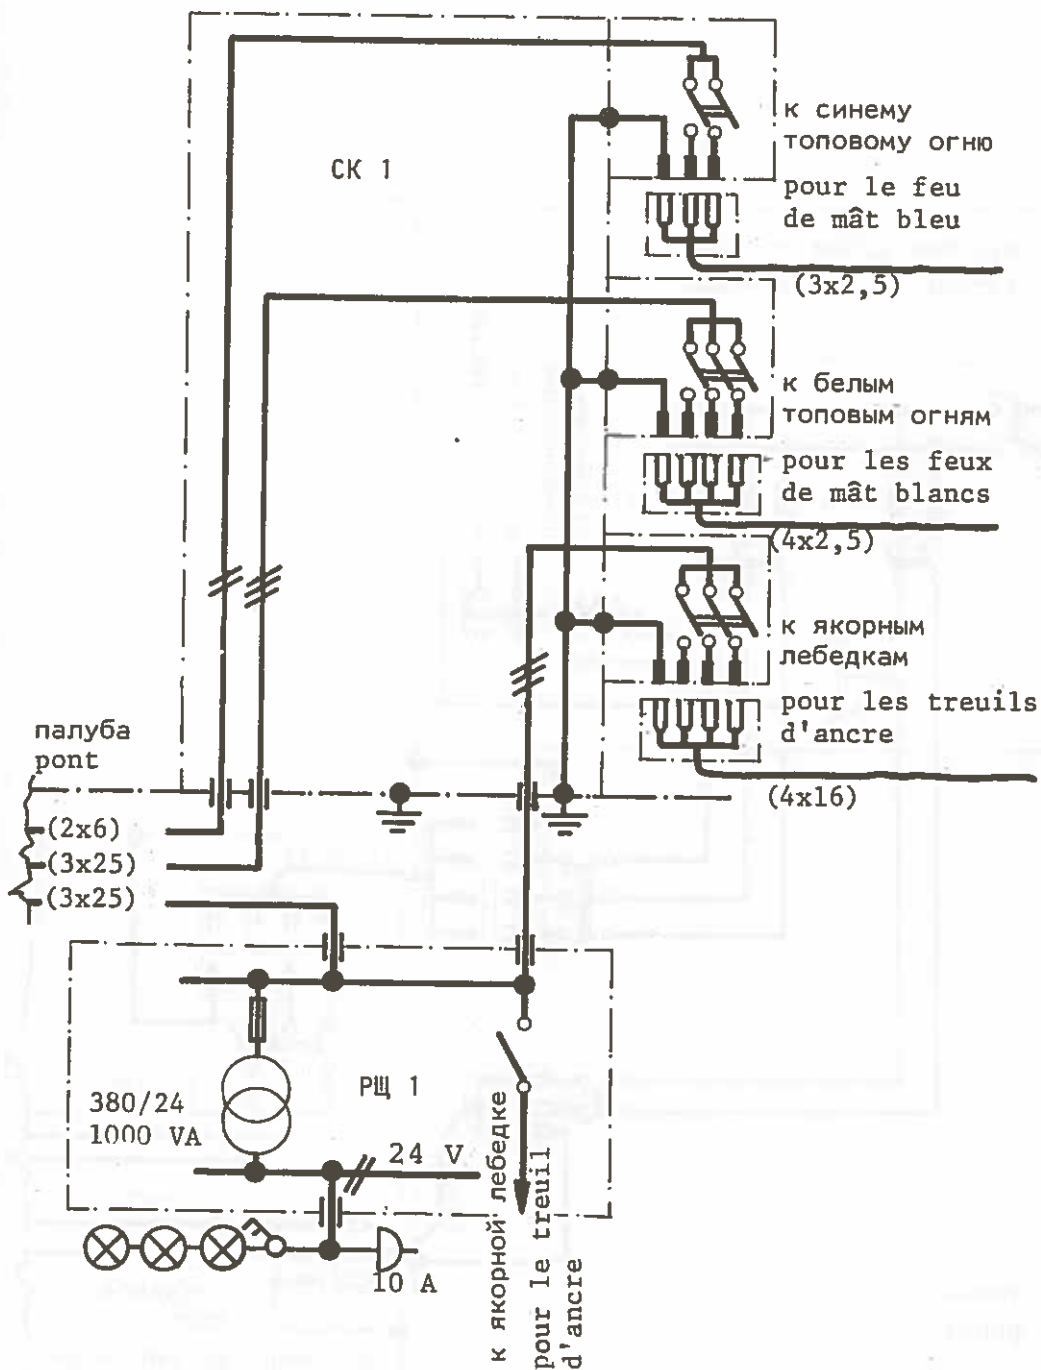 СК 1
к синему
топовому огню
pour le feu
de mât bleu
(3x2,5)
к белым
топовым огням
pour les feux
de mât blancs
(4x2,5)
к якорным
лебедкам
pour les treuils
d'ancre
(4x16)
палуба
pont
(2x6)
(3x25)
(3x25)
РЩ 1
380/24
1000 VA
24 V
10 A
к якорной лебедке
pour le treuil
d'ancre